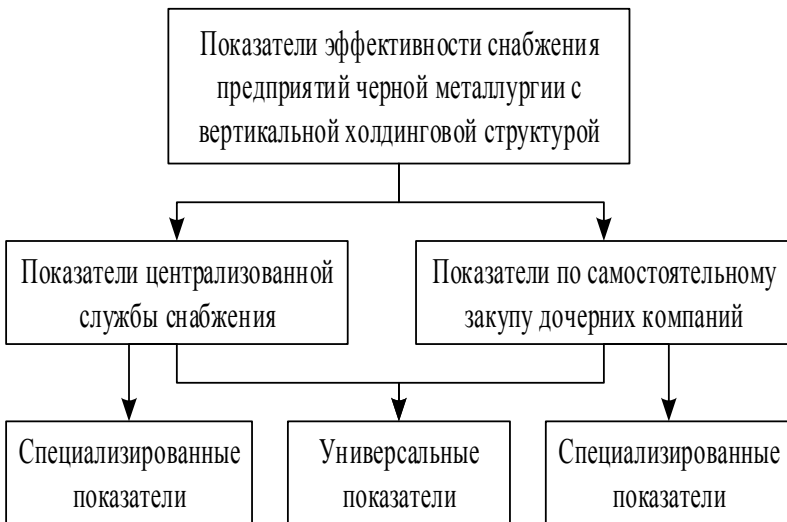 Показатели эффективности снабжения
предприятий черной металлургии с
вертикальной холдинговой структурой
Показатели централизованной
службы снабжения
Показатели по самостоятельному
закупу дочерних компаний
Специализированные
показатели
Универсальные
показатели
Специализированные
показатели